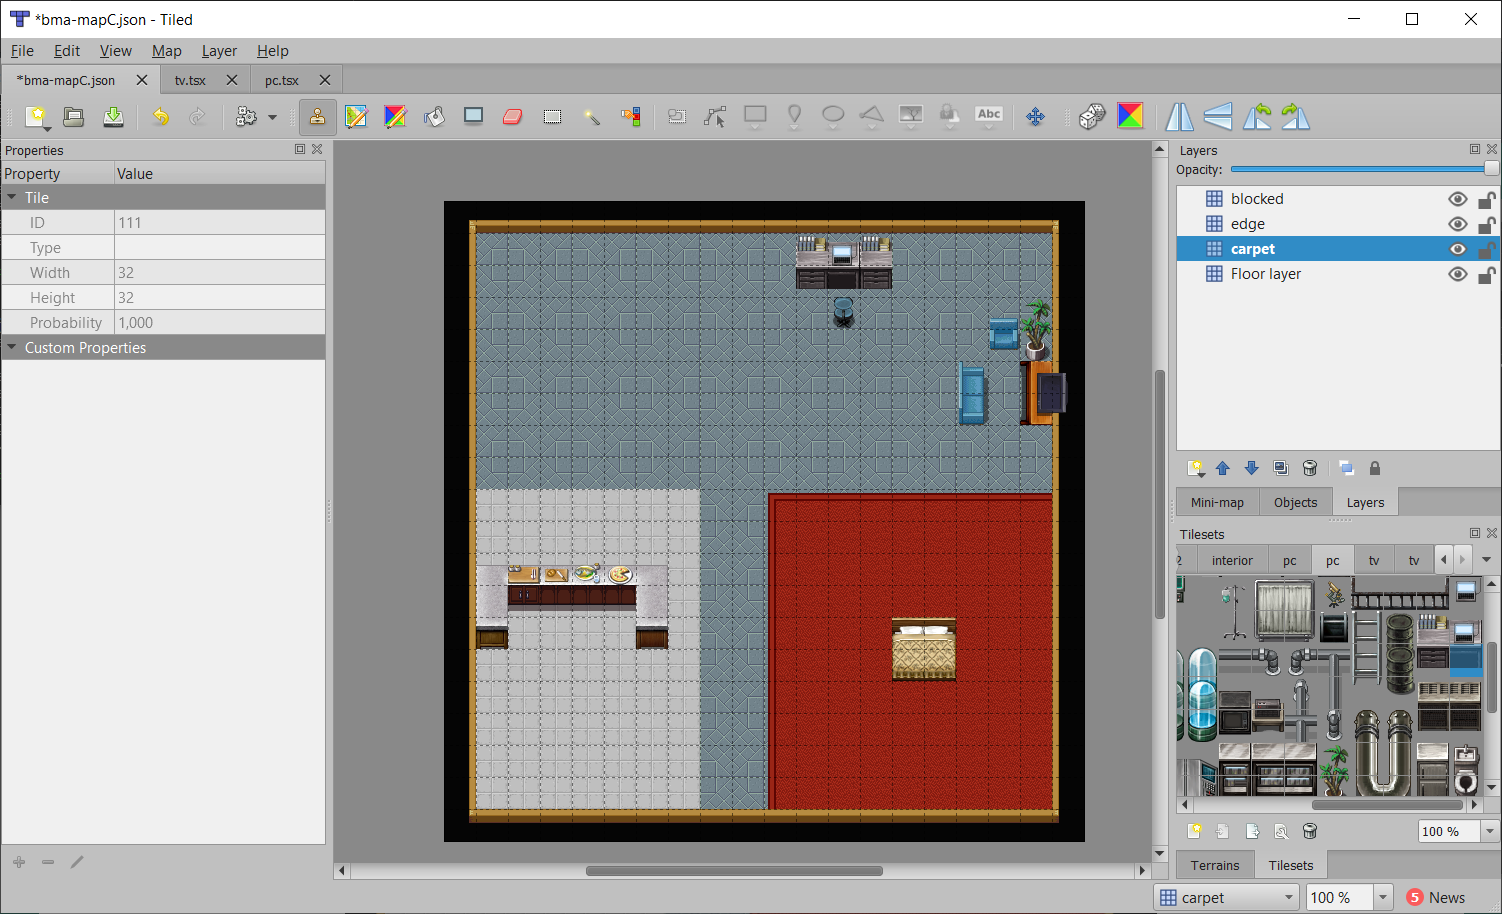 *bma-mapC.json - Tiled
File Edit View Map Layer Help
*bma-mapC.json tv.tsx pc.tsx
Abc
Properties
Property Value
Tile
ID 111
Type
Width 32
Height 32
Probability 1,000
Custom Properties
Layers
Opacity:
blocked
edge
carpet
Floor layer
Mini-map Objects Layers
Tilesets
2 interior pc pc tv tv
100 %
Terrains Tilesets
carpet 100 % 5 News